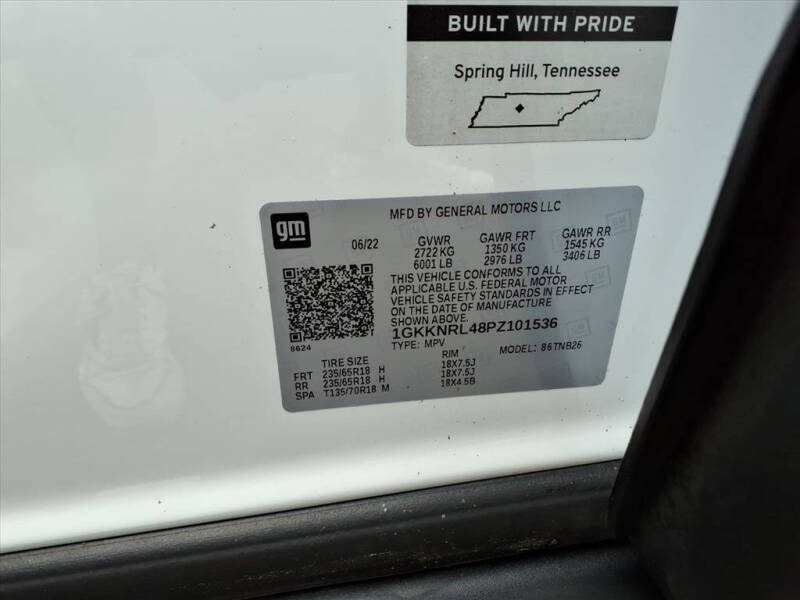 BUILT WITH PRIDE
Spring Hill, Tennessee
gm
MFD BY GENERAL MOTORS LLC
06/22 GVWR GAWR FRT GAWR RR
2722 KG 1350 KG 1545 KG
6001 LB 2976 LB 3406 LB
THIS VEHICLE CONFORMS TO ALL
APPLICABLE U.S. FEDERAL MOTOR
VEHICLE SAFETY STANDARDS IN EFFECT
ON THE DATE OF MANUFACTURE
SHOWN ABOVE.
1GKKNRL48PZ101536
8624
TYPE: MPV MODEL: 86TNB26
TIRE SIZE RIM
FRT 235/65R18 H 18X7.5J
RR 235/65R18 H 18X7.5J
SPA T135/70R18 M 18X4.5B